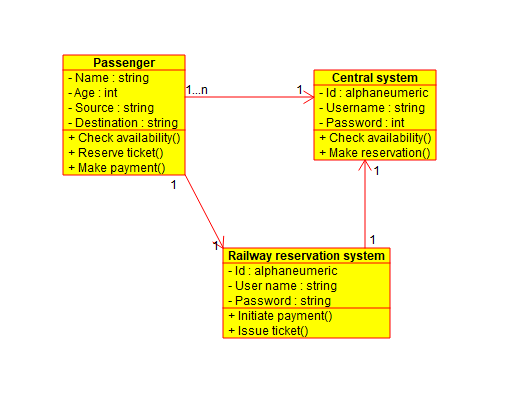 Passenger
- Name : string
- Age : int
- Source : string
- Destination : string
+ Check availability()
+ Reserve ticket()
+ Make payment()
1...n
1
Central system
- Id : alphaneumeric
- Username : string
- Password : int
+ Check availability()
+ Make reservation()
1
1
1
1
Railway reservation system
- Id : alphaneumeric
- User name : string
- Password : string
+ Initiate payment()
+ Issue ticket()